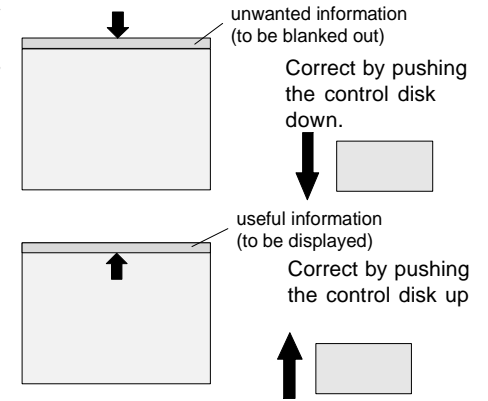 unwanted information
(to be blanked out)
Correct by pushing
the control disk
down.
useful information
(to be displayed)
Correct by pushing
the control disk up